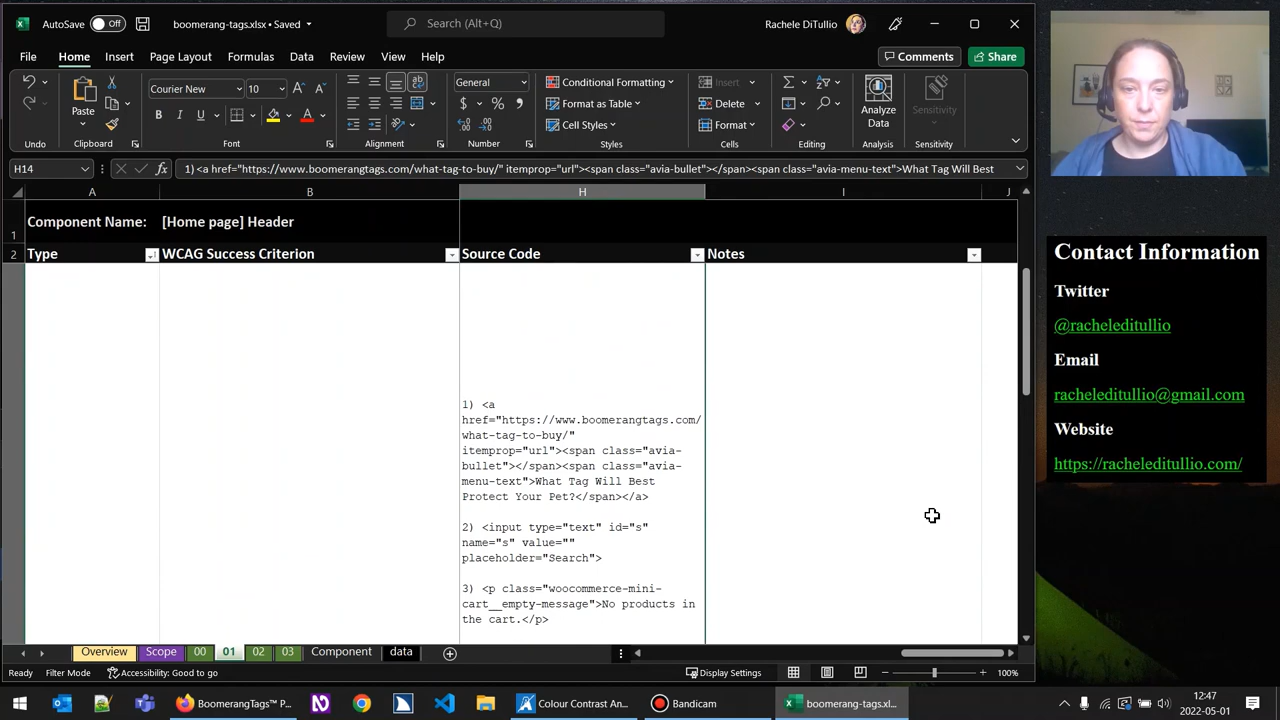 AutoSave Off boomerang-tags.xlsx • Saved Search (Alt+Q) Rachele DiTullio
File Home Insert Page Layout Formulas Data Review View Help Comments Share
Courier New 10 General Conditional Formatting Insert
Format as Table Delete
Paste B I U A $ % , Cell Styles Format Analyze Data Sensitivity
Undo Clipboard Font Alignment Number Styles Cells Editing Analysis Sensitivity
H14 fx 1) <a href="https://www.boomerangtags.com/what-tag-to-buy/" itemprop="url"><span class="avia-bullet"></span><span class="avia-menu-text">What Tag Will Best
A B H I J
1 Component Name: [Home page] Header
2 Type WCAG Success Criterion Source Code Notes
1) <a
href="https://www.boomerangtags.com/
what-tag-to-buy/"
itemprop="url"><span class="avia-
bullet"></span><span class="avia-
menu-text">What Tag Will Best
Protect Your Pet?</span></a>
2) <input type="text" id="s"
name="s" value=""
placeholder="Search">
3) <p class="woocommerce-mini-
cart__empty-message">No products in
the cart.</p>
Overview Scope 00 01 02 03 Component data
Ready Filter Mode Accessibility: Good to go Display Settings 100%
BoomerangTags™ P... Colour Contrast An... Bandicam boomerang-tags.xl... 12:47
2022-05-01
Contact Information
Twitter
@racheleditullio
Email
racheleditullio@gmail.com
Website
https://racheleditullio.com/